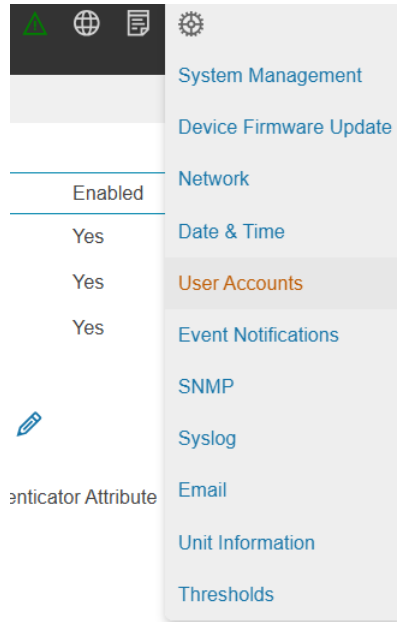 System Management
Device Firmware Update
Enabled
Network
Yes
Date & Time
Yes
User Accounts
Yes
Event Notifications
SNMP
Syslog
Attribute
Email
Unit Information
Thresholds